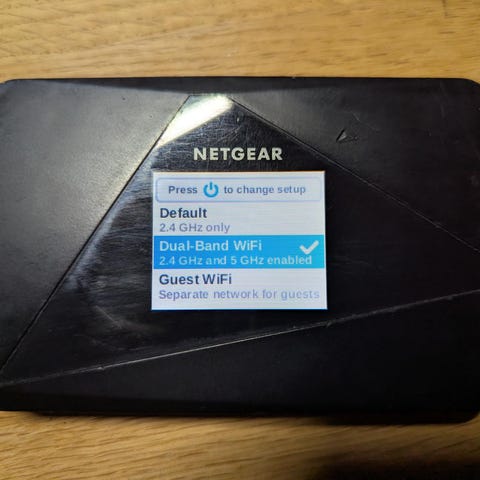 NETGEAR
Press to change setup
Default
2.4 GHz only
Dual-Band WiFi
2.4 GHz and 5 GHz enabled
Guest WiFi
Separate network for guests